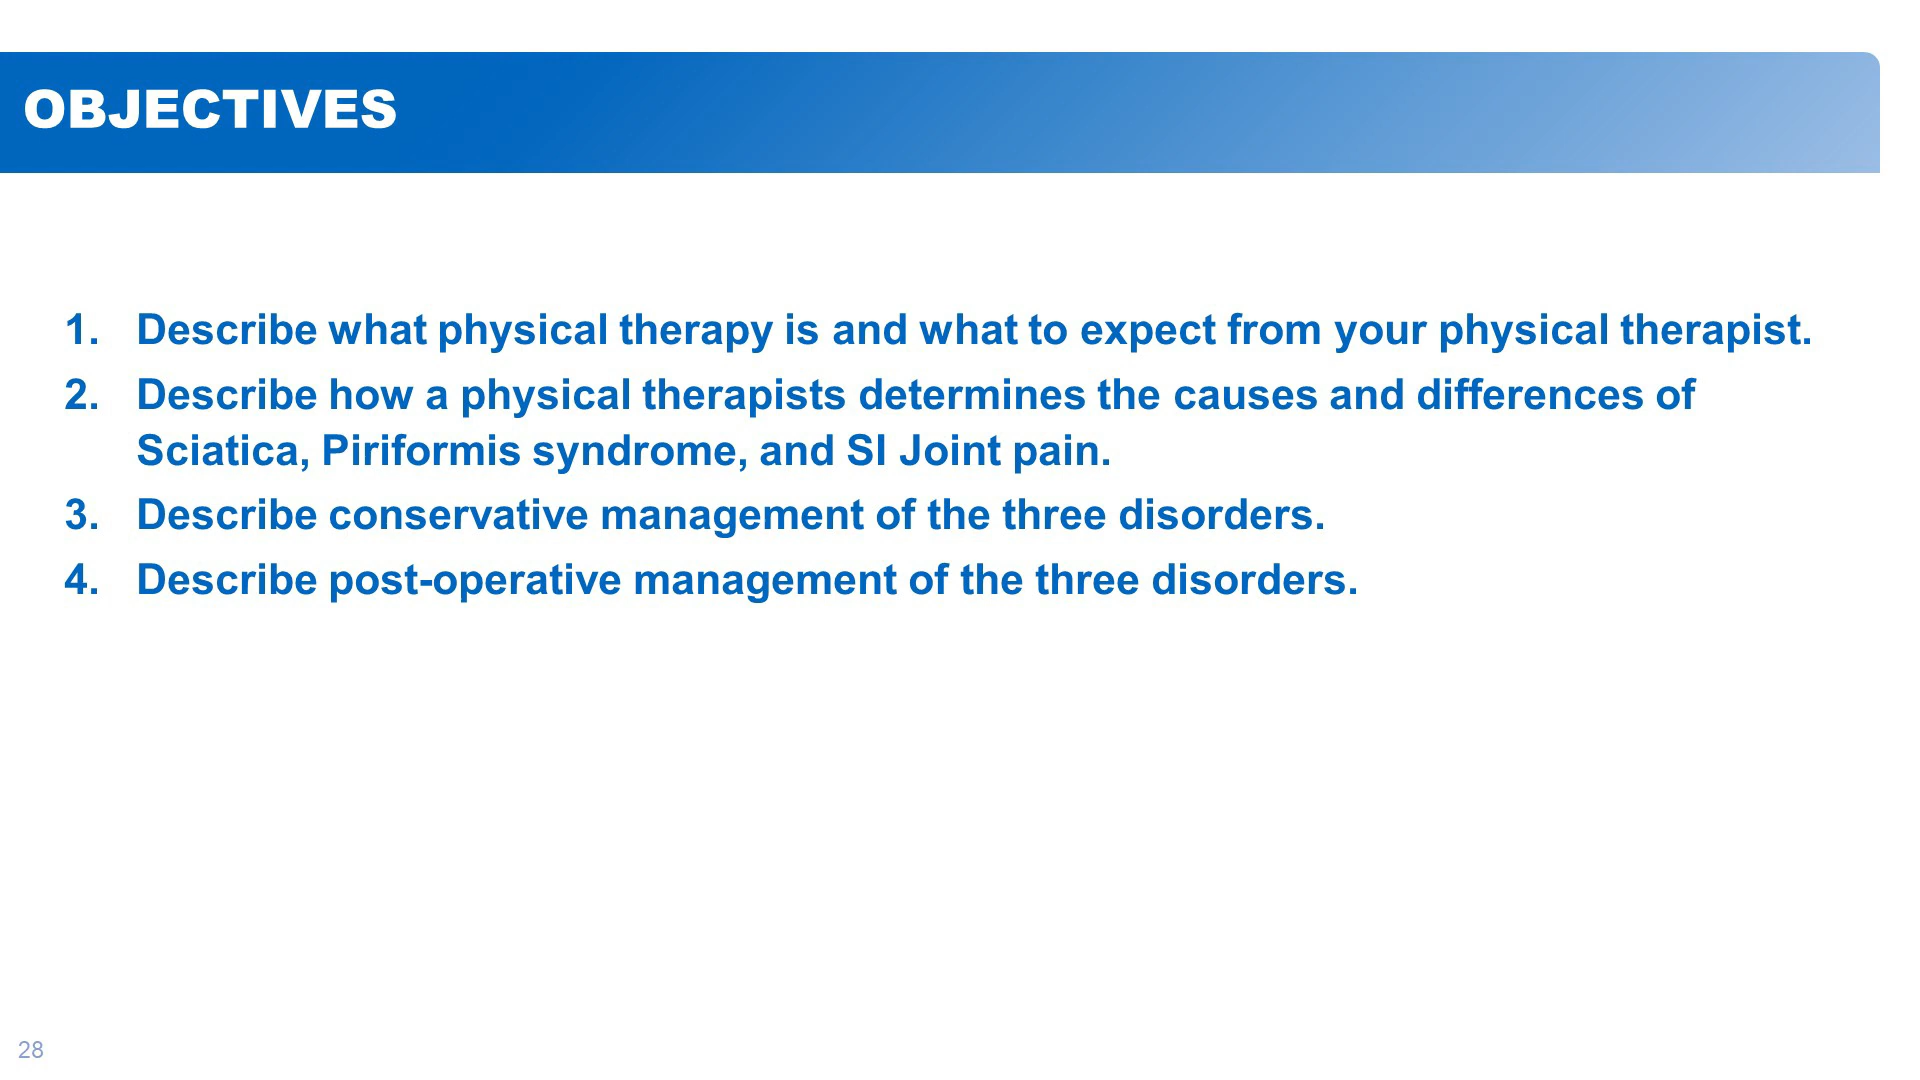 OBJECTIVES
1. Describe what physical therapy is and what to expect from your physical therapist.
2. Describe how a physical therapists determines the causes and differences of
Sciatica, Piriformis syndrome, and SI Joint pain.
3. Describe conservative management of the three disorders.
4. Describe post-operative management of the three disorders.
28